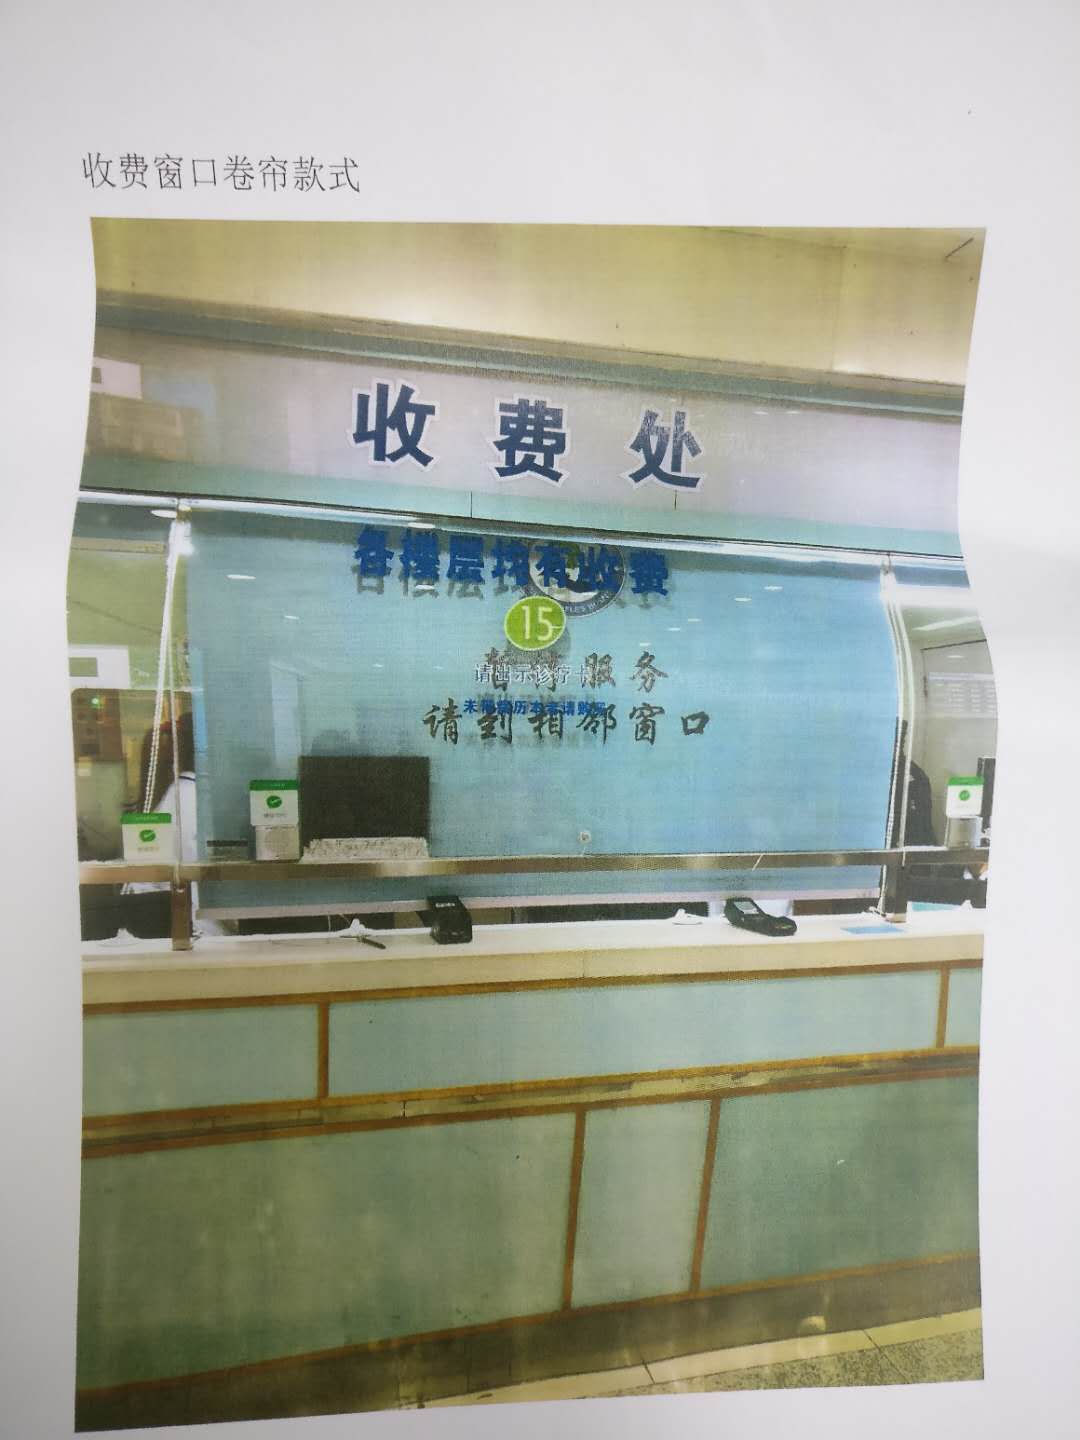 收费窗口卷帘款式
收费处
各楼层均有收费
15
请出示诊疗卡
暂停服务
请到相邻窗口